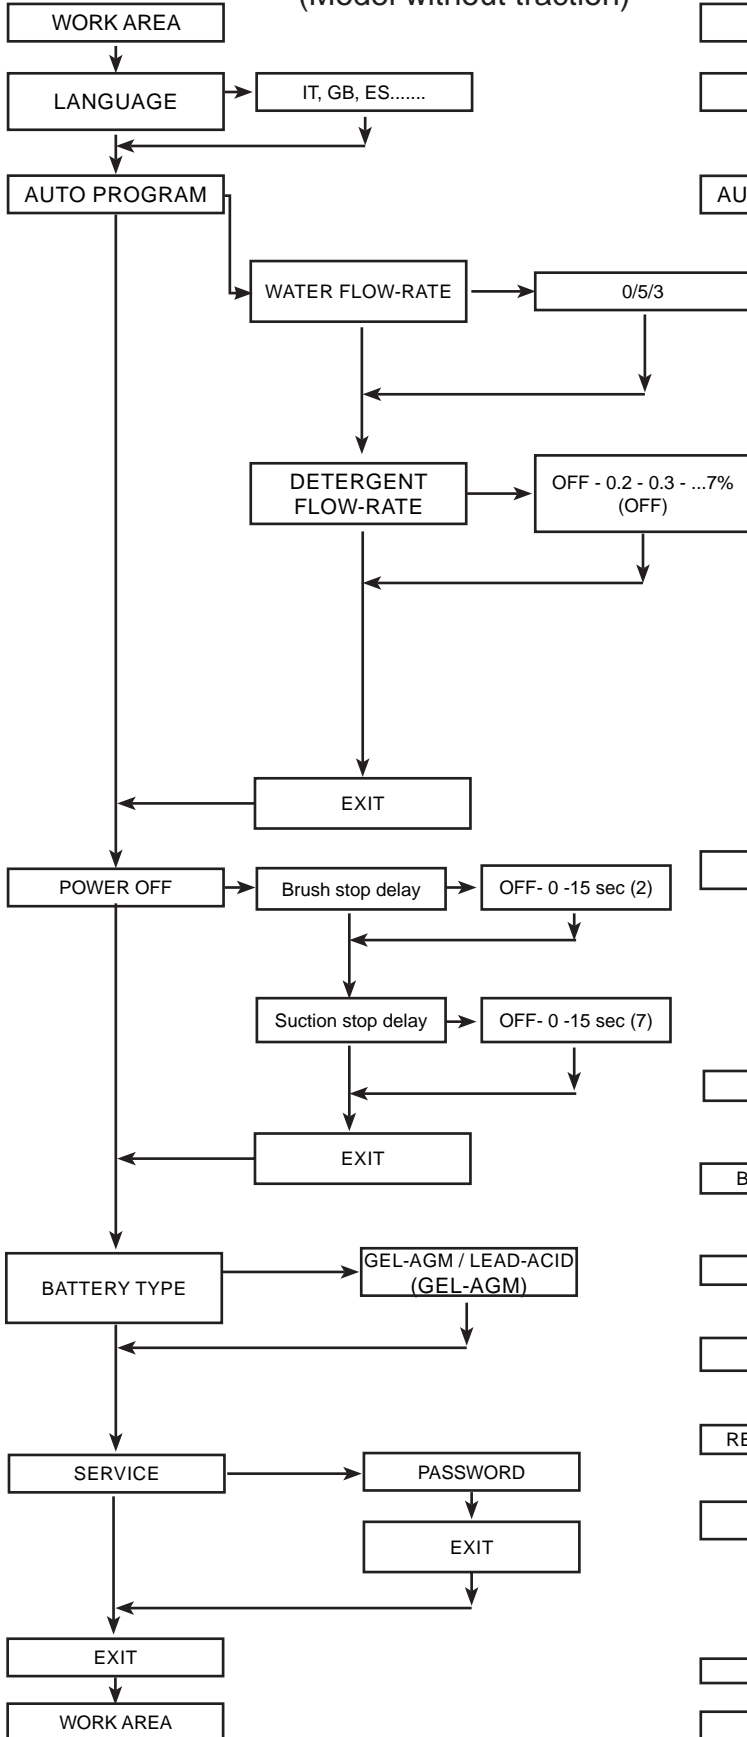 (Model without traction)
WORK AREA
LANGUAGE
IT, GB, ES.......
AUTO PROGRAM
AU
WATER FLOW-RATE
0/5/3
DETERGENT
FLOW-RATE
OFF - 0.2 - 0.3 - ...7%
(OFF)
EXIT
POWER OFF
Brush stop delay
OFF- 0 -15 sec (2)
Suction stop delay
OFF- 0 -15 sec (7)
EXIT
B
BATTERY TYPE
GEL-AGM / LEAD-ACID
(GEL-AGM)
RE
SERVICE
PASSWORD
EXIT
EXIT
WORK AREA